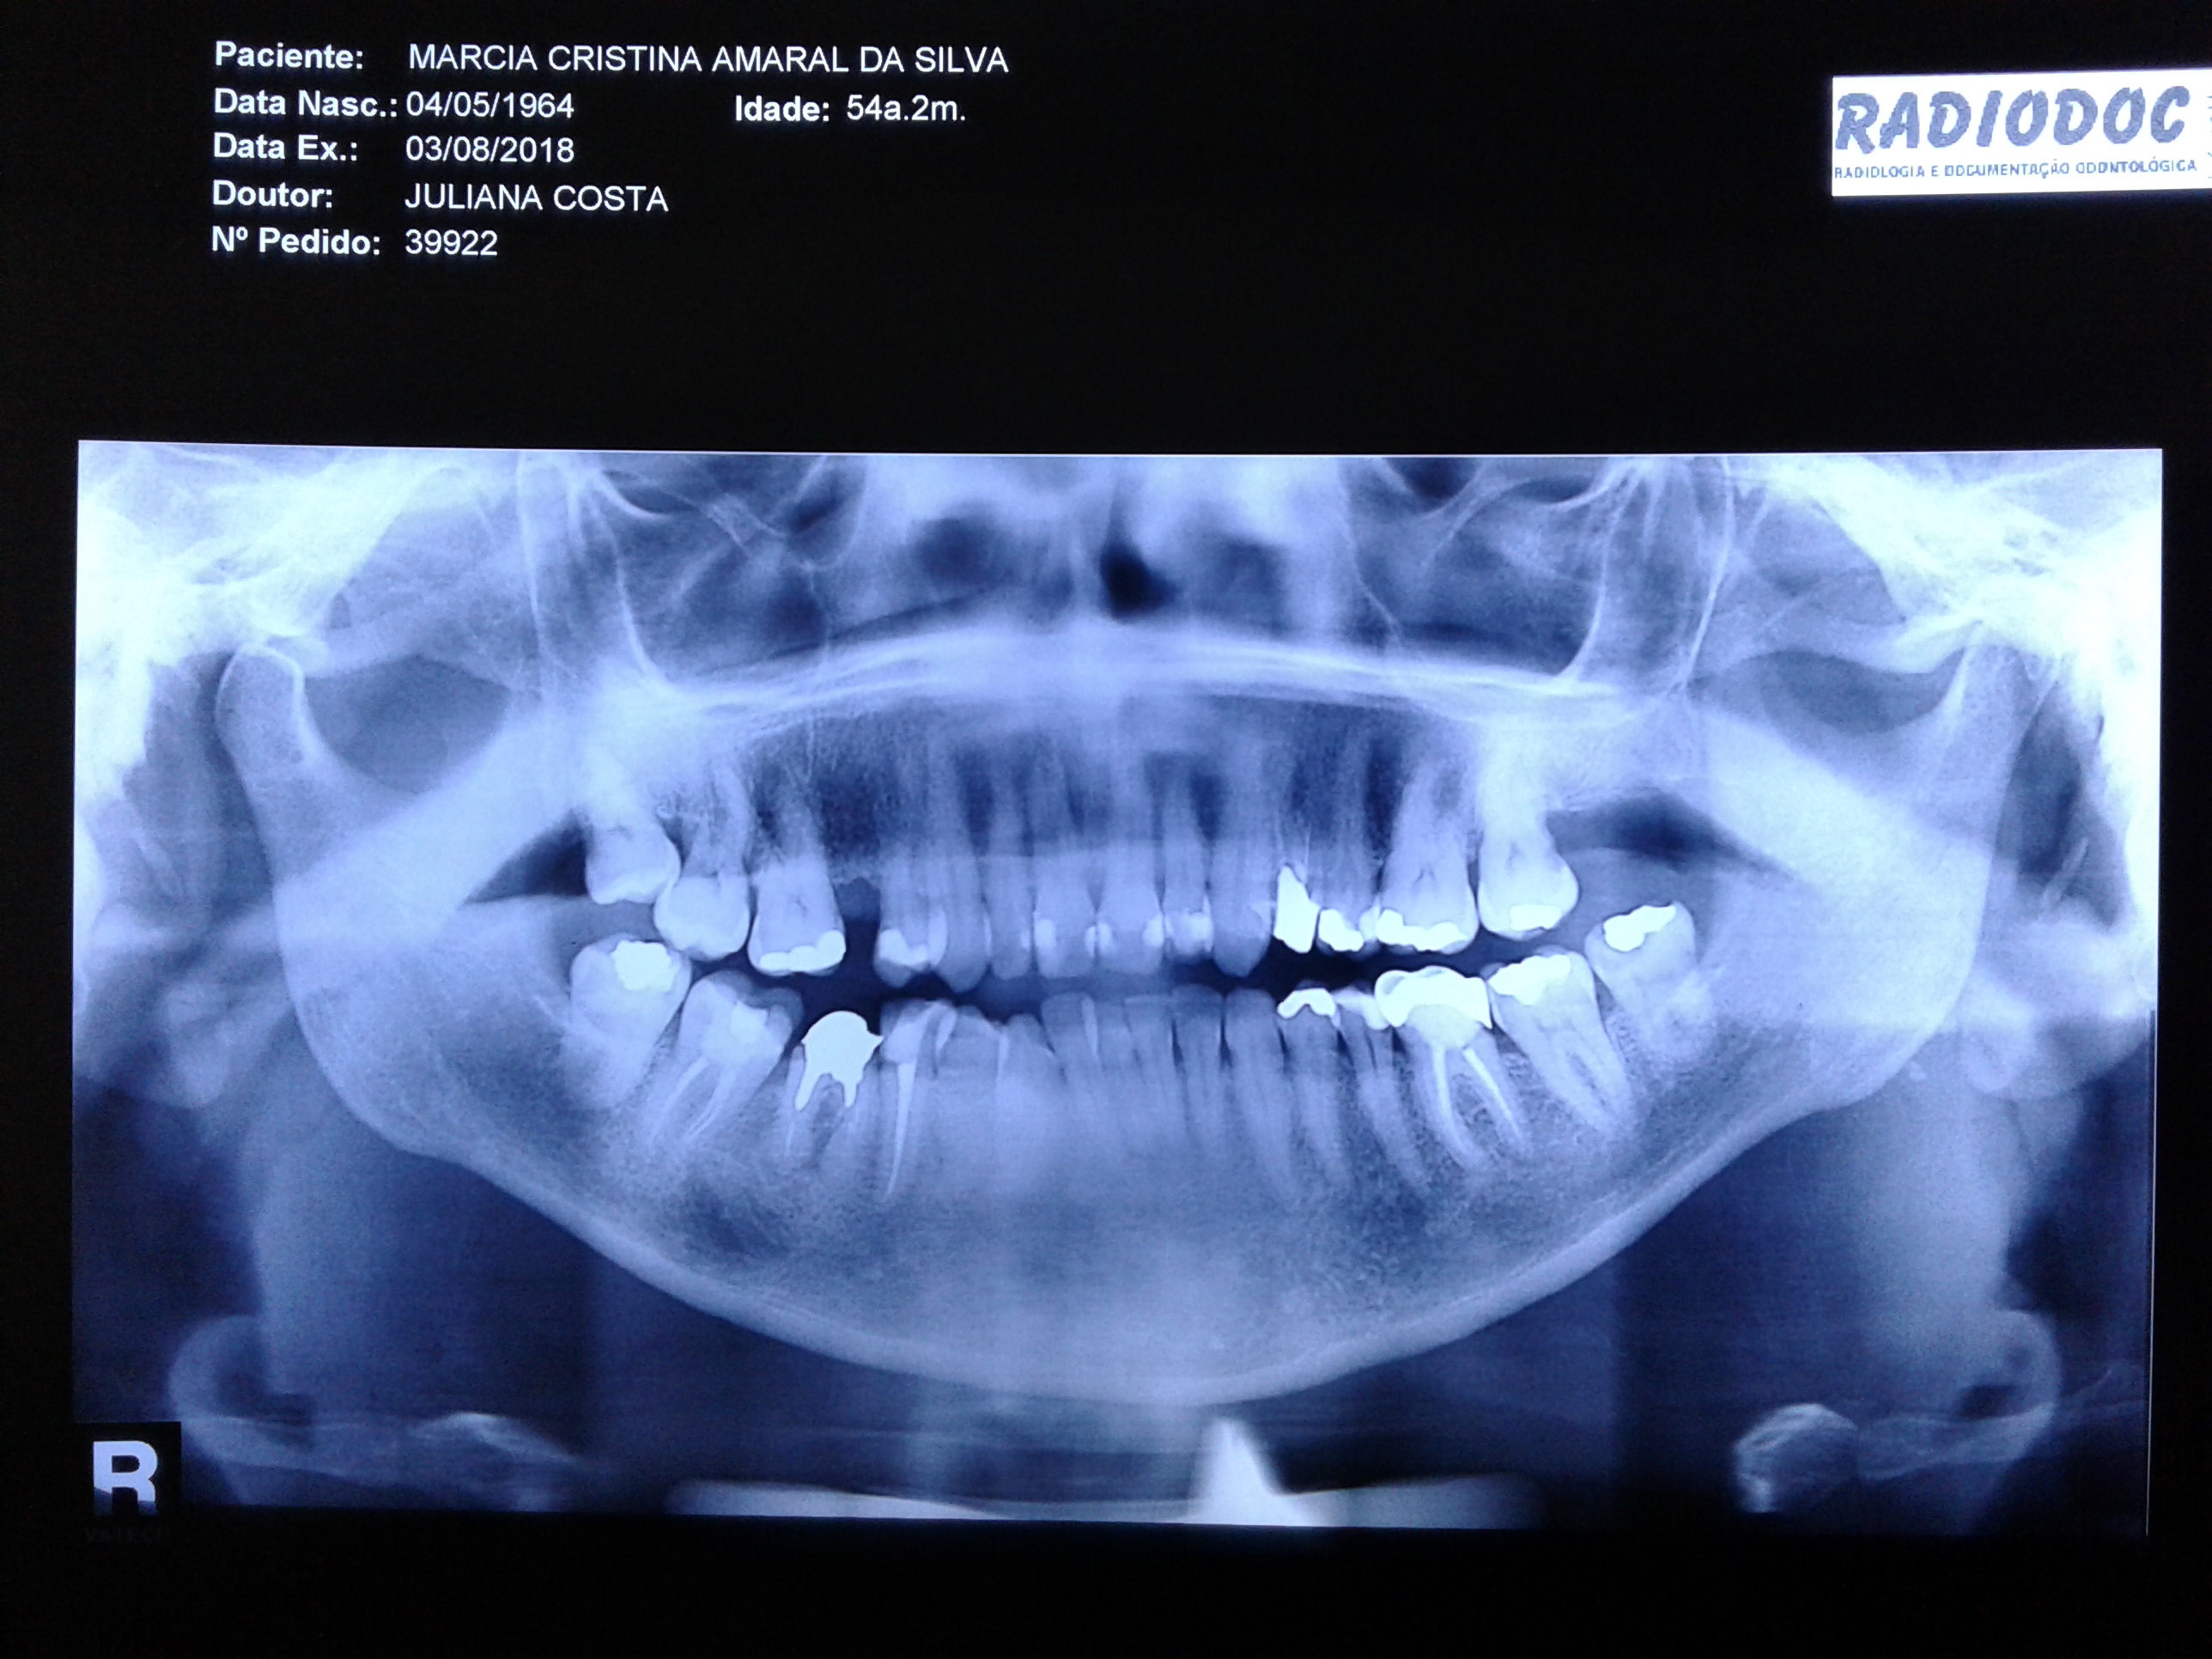 Paciente: MARCIA CRISTINA AMARAL DA SILVA
Data Nasc.: 04/05/1964 Idade: 54a.2m.
Data Ex.: 03/08/2018
Doutor: JULIANA COSTA
Nº Pedido: 39922
RADIODOC
RADIOLOGIA E DOCUMENTAÇÃO ODONTOLÓGICA
R
VATECH